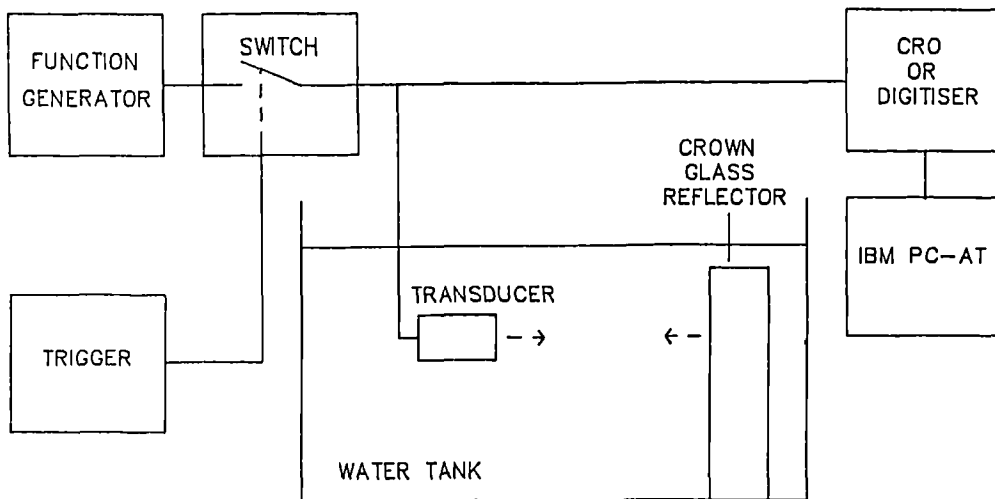 FUNCTION
GENERATOR
SWITCH
CRO
OR
DIGITISER
CROWN
GLASS
REFLECTOR
IBM PC-AT
TRANSDUCER
TRIGGER
WATER TANK